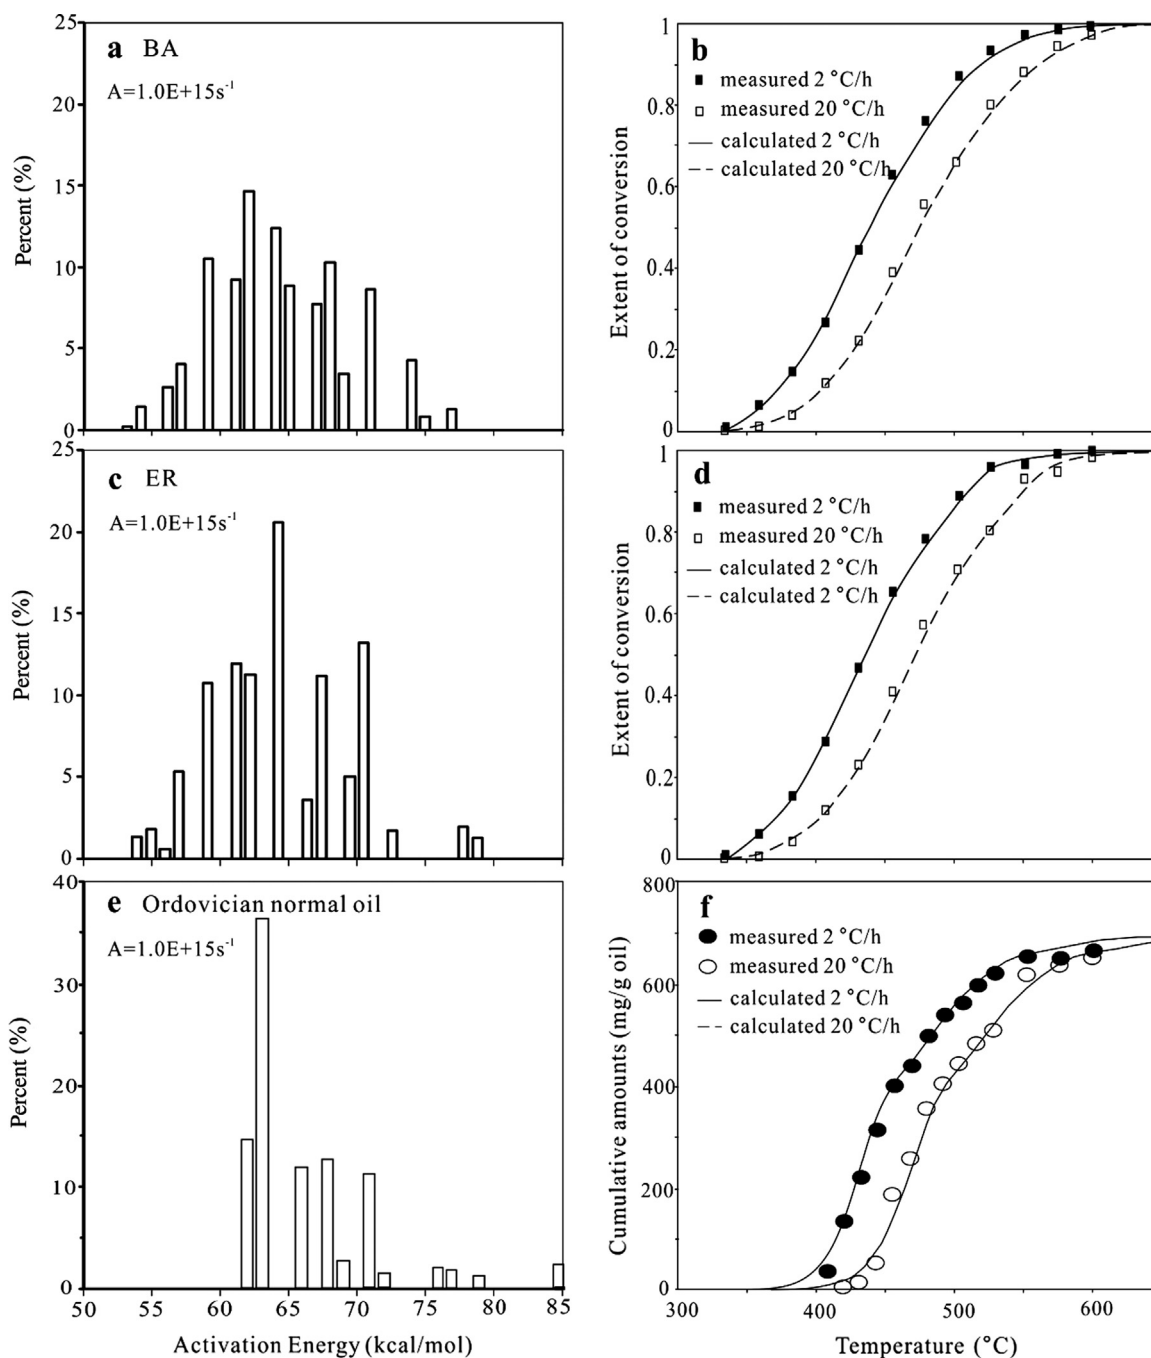 25
20
15
10
5
0
Percent (%)
a BA
A=1.0E+15s⁻¹
1
0.8
0.6
0.4
0.2
0
Extent of conversion
b
measured 2 °C/h
measured 20 °C/h
calculated 2 °C/h
calculated 20 °C/h
25
20
15
10
5
0
Percent (%)
c ER
A=1.0E+15s⁻¹
1
0.8
0.6
0.4
0.2
0
Extent of conversion
d
measured 2 °C/h
measured 20 °C/h
calculated 2 °C/h
calculated 2 °C/h
40
30
20
10
0
Percent (%)
e Ordovician normal oil
A=1.0E+15s⁻¹
50 55 60 65 70 75 80 85
Activation Energy (kcal/mol)
800
600
400
200
0
Cumulative amounts (mg/g oil)
f
measured 2 °C/h
measured 20 °C/h
calculated 2 °C/h
calculated 20 °C/h
300 400 500 600
Temperature (°C)